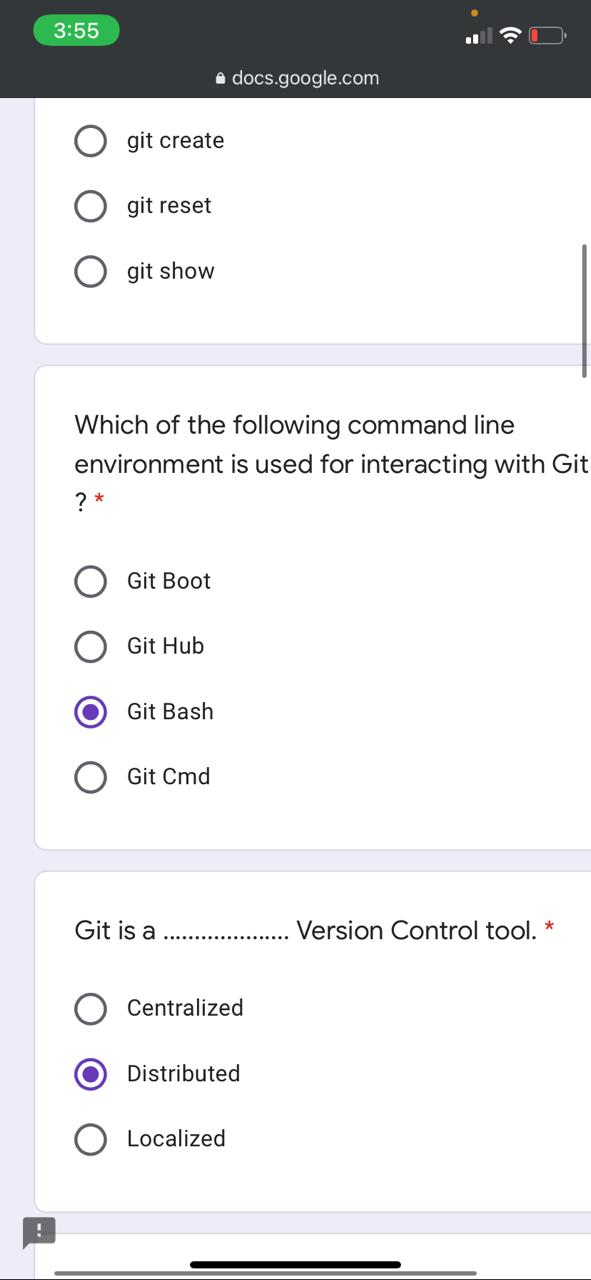 3:55
docs.google.com
git create
git reset
git show
Which of the following command line
environment is used for interacting with Git
? *
Git Boot
Git Hub
Git Bash
Git Cmd
Git is a .................... Version Control tool. *
Centralized
Distributed
Localized